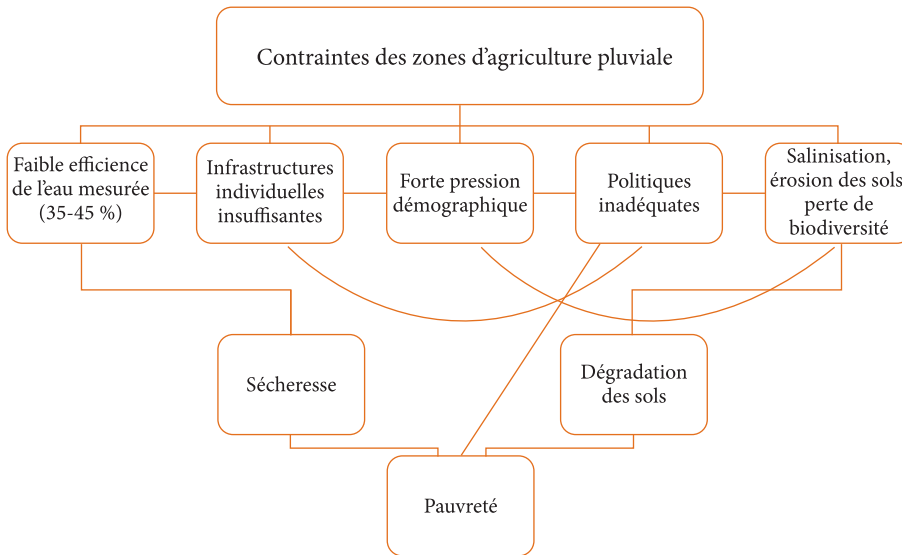 Contraintes des zones d’agriculture pluviale
Faible efficience
de l’eau mesurée
(35-45 %)
Infrastructures
individuelles
insuffisantes
Forte pression
démographique
Politiques
inadéquates
Salinisation,
érosion des sols
perte de
biodiversité
Sécheresse
Dégradation
des sols
Pauvreté